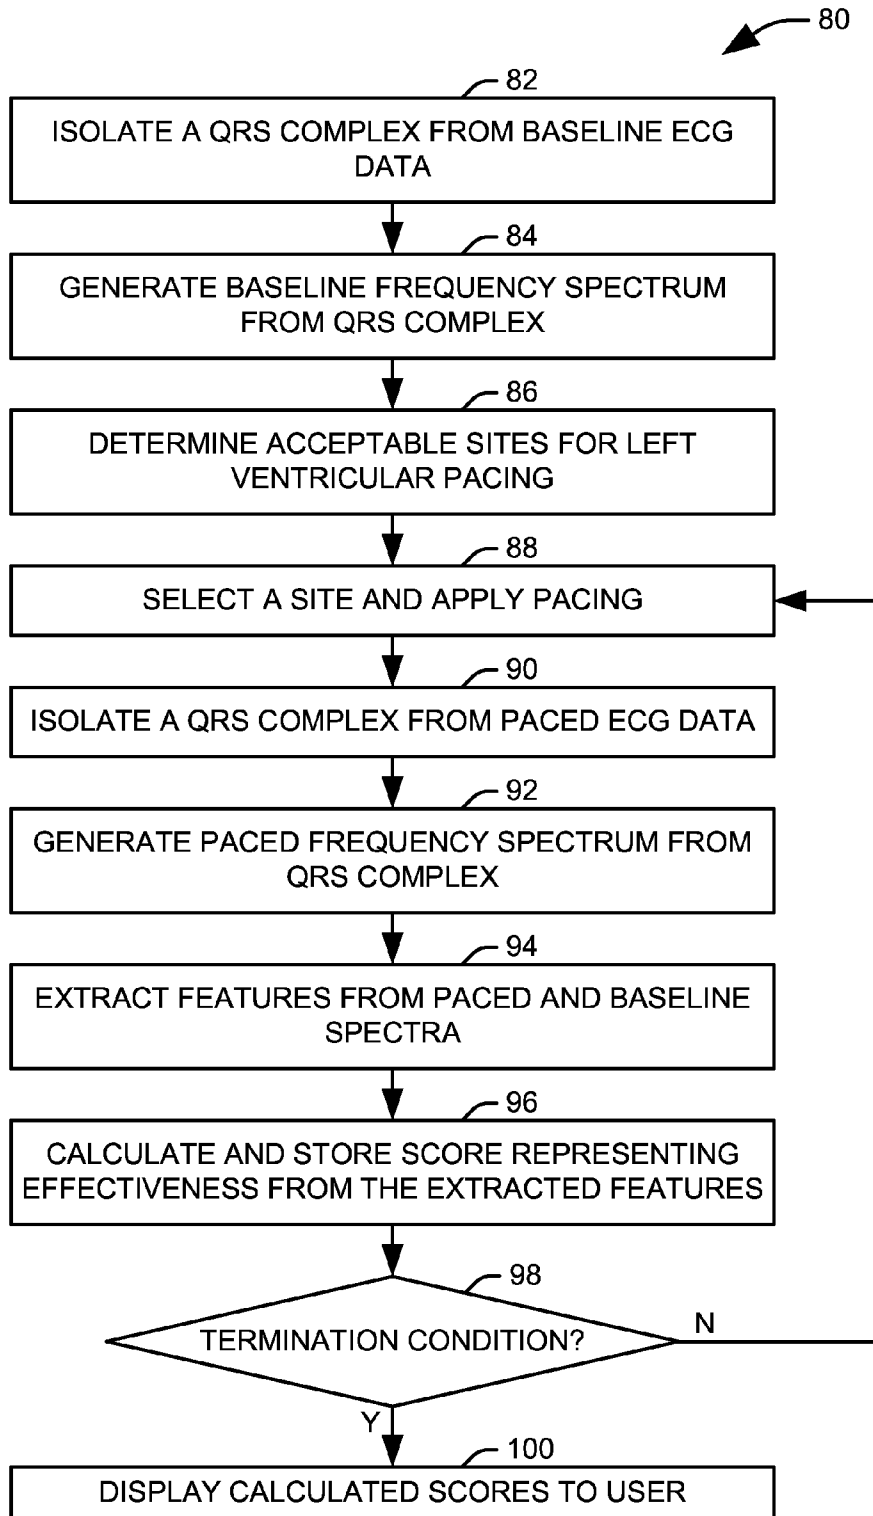 80
82
ISOLATE A QRS COMPLEX FROM BASELINE ECG
DATA
84
GENERATE BASELINE FREQUENCY SPECTRUM
FROM QRS COMPLEX
86
DETERMINE ACCEPTABLE SITES FOR LEFT
VENTRICULAR PACING
88
SELECT A SITE AND APPLY PACING
90
ISOLATE A QRS COMPLEX FROM PACED ECG DATA
92
GENERATE PACED FREQUENCY SPECTRUM FROM
QRS COMPLEX
94
EXTRACT FEATURES FROM PACED AND BASELINE
SPECTRA
96
CALCULATE AND STORE SCORE REPRESENTING
EFFECTIVENESS FROM THE EXTRACTED FEATURES
98
TERMINATION CONDITION?
N
Y
100
DISPLAY CALCULATED SCORES TO USER